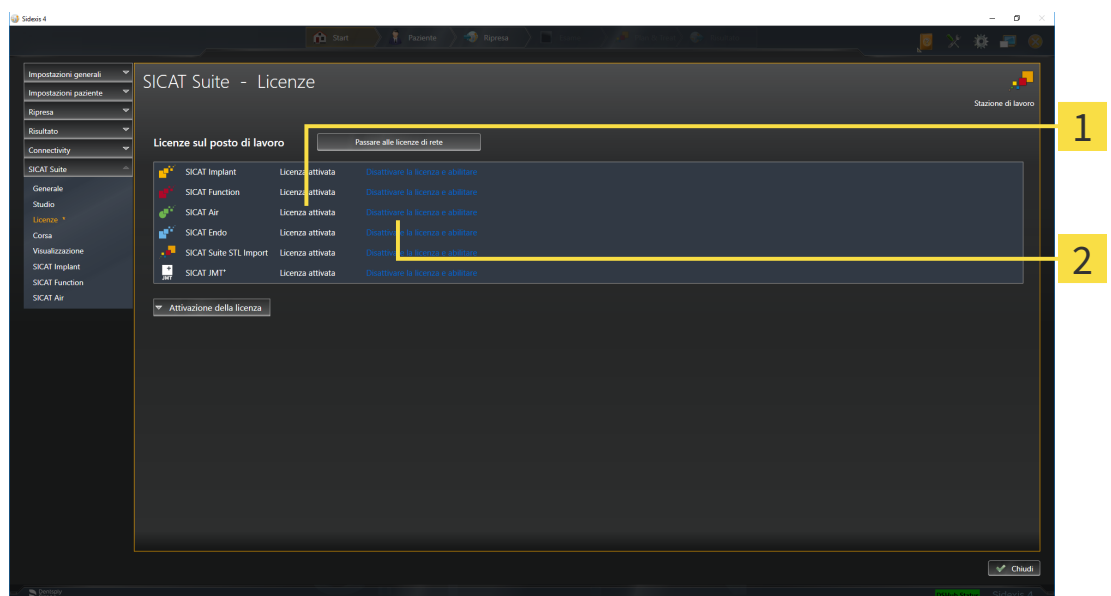 Sidexis 4
Start Paziente Ripresa
Impostazioni generali
Impostazioni paziente
Ripresa
Risultato
Connectivity
SICAT Suite
Generale
Studio
Licenze *
Corsa
Visualizzazione
SICAT Implant
SICAT Function
SICAT Air
SICAT Suite - Licenze
Stazione di lavoro
Licenze sul posto di lavoro Passare alle licenze di rete
SICAT Implant Licenza attivata Disattivare la licenza e abilitare
SICAT Function Licenza attivata Disattivare la licenza e abilitare
SICAT Air Licenza attivata Disattivare la licenza e abilitare
SICAT Endo Licenza attivata Disattivare la licenza e abilitare
SICAT Suite STL Import Licenza attivata Disattivare la licenza e abilitare
JMT SICAT JMT+ Licenza attivata Disattivare la licenza e abilitare
Attivazione della licenza
1
2
Chiudi
Sidexis 4